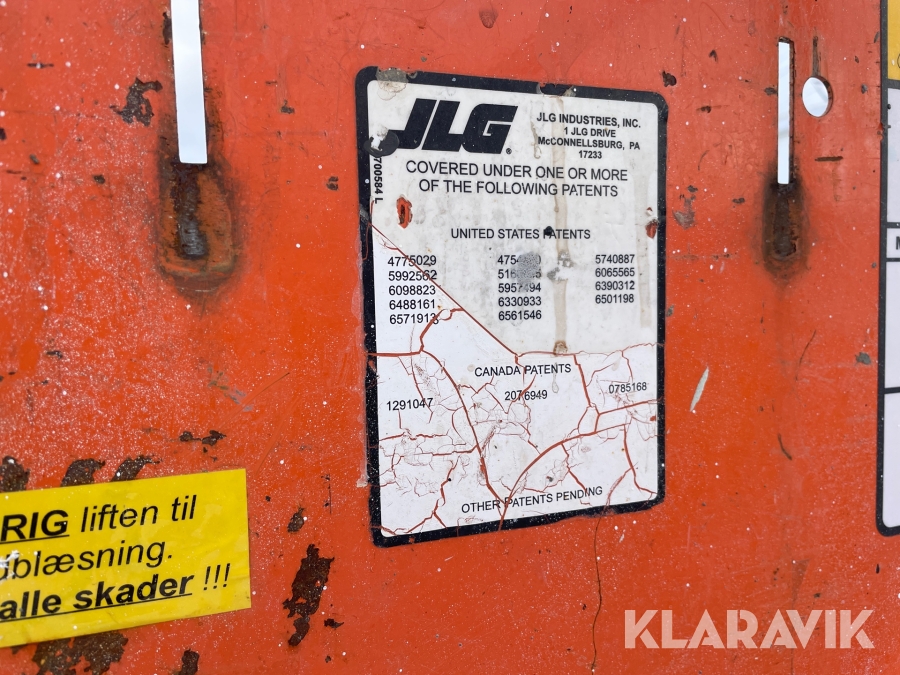 JLG
JLG INDUSTRIES, INC.
1 JLG DRIVE
McCONNELLSBURG, PA
17233
COVERED UNDER ONE OR MORE
OF THE FOLLOWING PATENTS
UNITED STATES PATENTS
4775029 5740887
5992562 6065565
6098823 5957494 6390312
6488161 6330933 6501198
6571913 6561546
CANADA PATENTS
1291047 2076949 0785168
OTHER PATENTS PENDING
RIG liften til
blæsning.
alle skader !!!
KLARAVIK